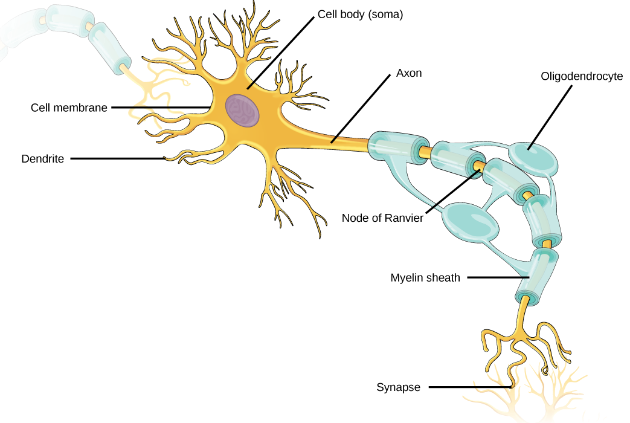 Cell body (soma)
Axon
Oligodendrocyte
Cell membrane
Dendrite
Node of Ranvier
Myelin sheath
Synapse